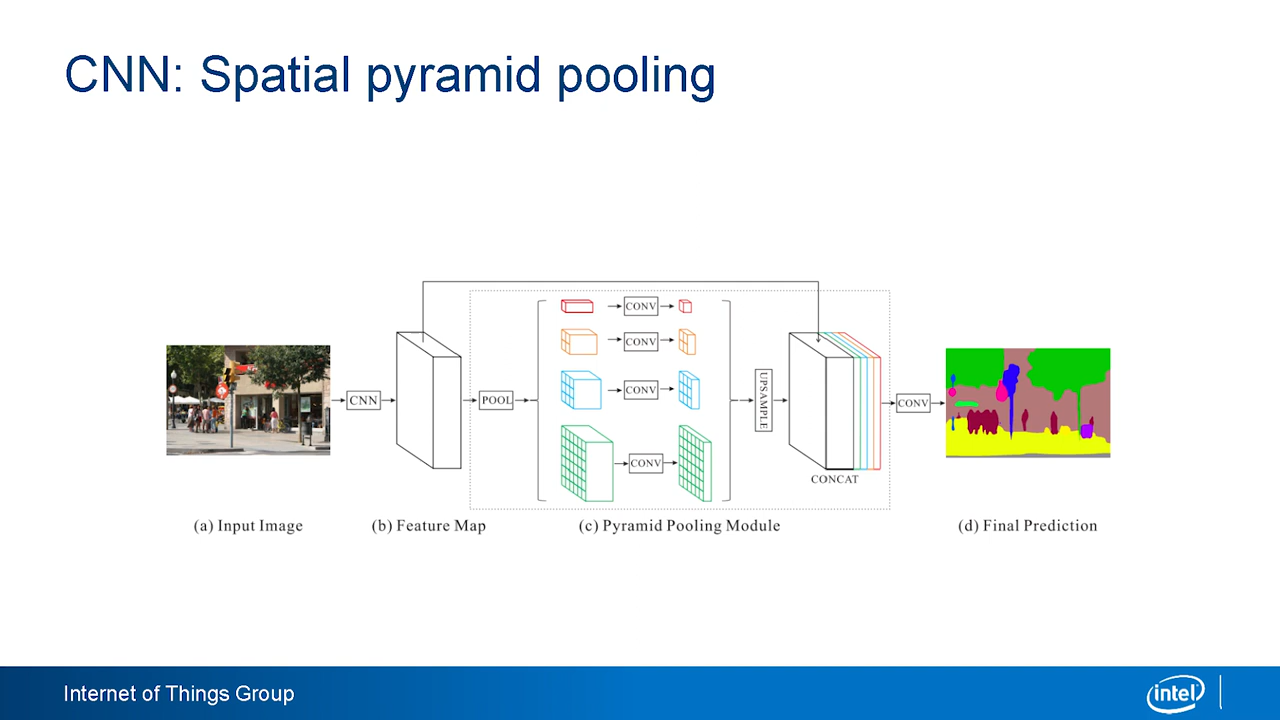 CNN: Spatial pyramid pooling
CNN
POOL
CONV
CONV
CONV
CONV
UPSAMPLE
CONCAT
CONV
(a) Input Image
(b) Feature Map
(c) Pyramid Pooling Module
(d) Final Prediction
Internet of Things Group
intel